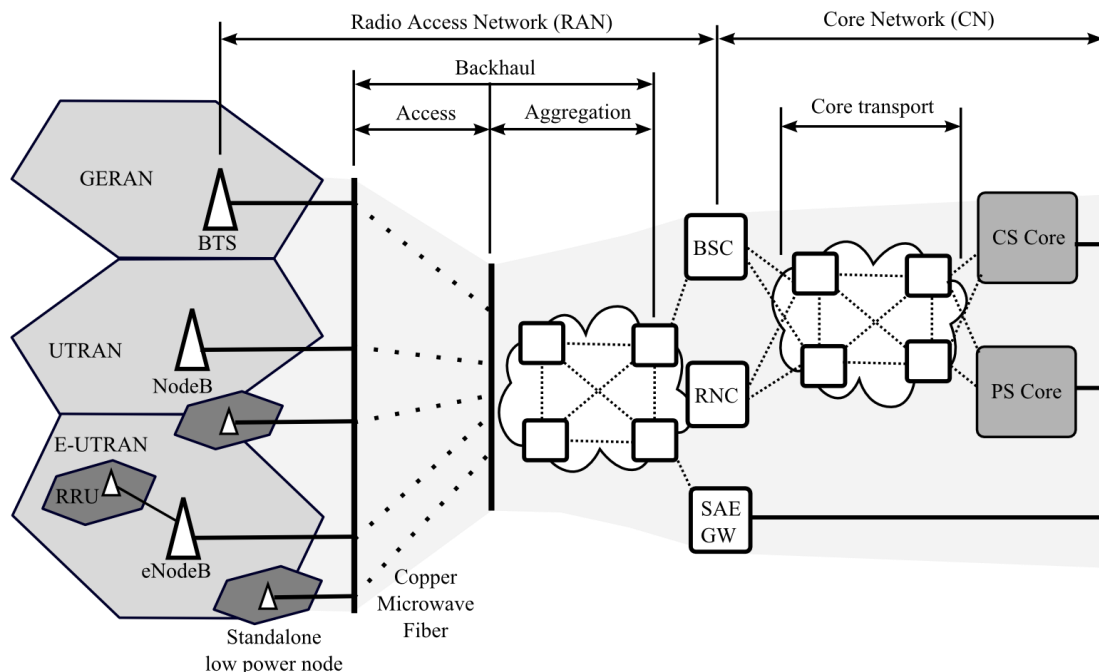 Radio Access Network (RAN)
Core Network (CN)
Backhaul
Access
Aggregation
Core transport
GERAN
BTS
BSC
CS Core
UTRAN
NodeB
RNC
PS Core
E-UTRAN
RRU
eNodeB
SAE
GW
Copper
Microwave
Fiber
Standalone
low power node